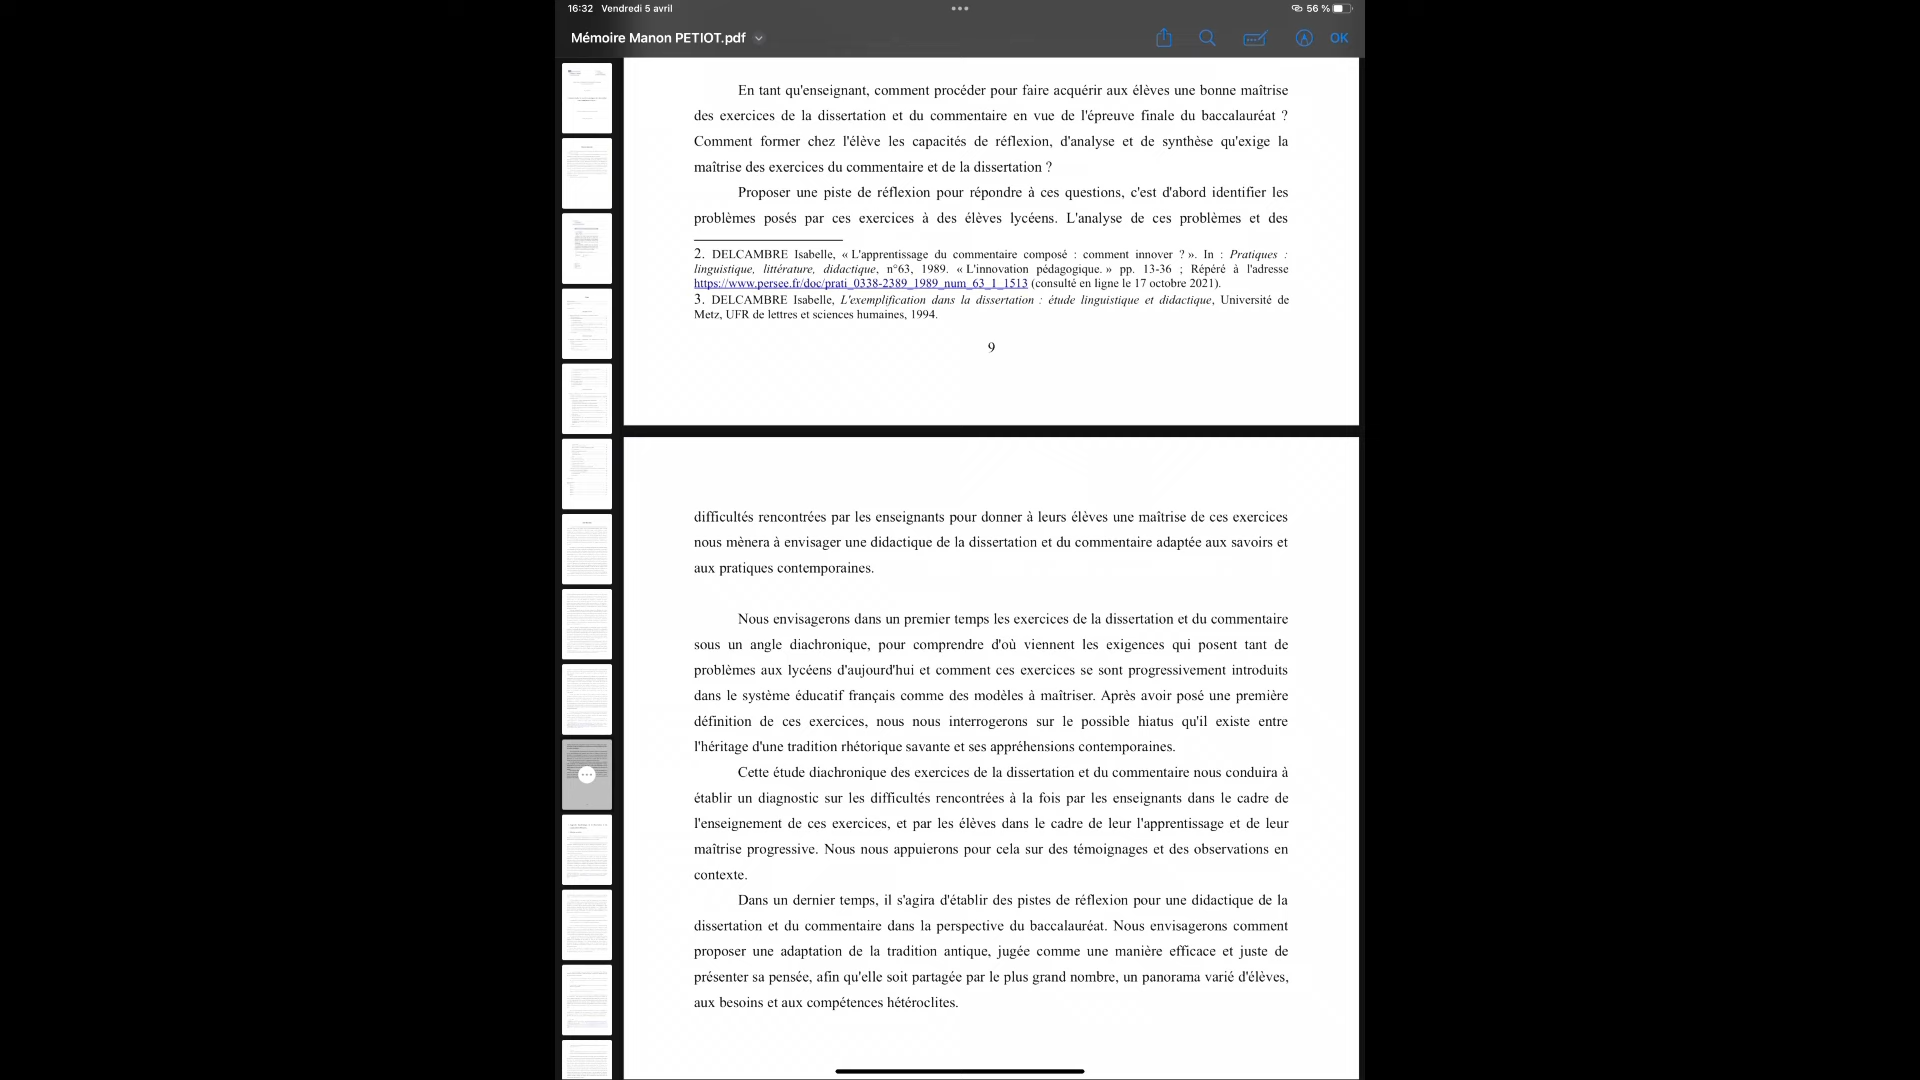 16:32 Vendredi 5 avril
56 %
Mémoire Manon PETIOT.pdf
OK
En tant qu'enseignant, comment procéder pour faire acquérir aux élèves une bonne maîtrise
des exercices de la dissertation et du commentaire en vue de l'épreuve finale du baccalauréat ?
Comment former chez l'élève les capacités de réflexion, d'analyse et de synthèse qu'exige la
maîtrise des exercices du commentaire et de la dissertation ?
Proposer une piste de réflexion pour répondre à ces questions, c'est d'abord identifier les
problèmes posés par ces exercices à des élèves lycéens. L'analyse de ces problèmes et des
2. DELCAMBRE Isabelle, « L'apprentissage du commentaire composé : comment innover ? ». In : Pratiques :
linguistique, littérature, didactique, n°63, 1989. « L'innovation pédagogique. » pp. 13-36 ; Répéré à l'adresse
https://www.persee.fr/doc/prati_0338-2389_1989_num_63_1_1513 (consulté en ligne le 17 octobre 2021).
3. DELCAMBRE Isabelle, L'exemplification dans la dissertation : étude linguistique et didactique, Université de
Metz, UFR de lettres et sciences humaines, 1994.
9
difficultés rencontrées par les enseignants pour donner à leurs élèves une maîtrise de ces exercices
nous mènera à envisager une didactique de la dissertation et du commentaire adaptée aux savoirs et
aux pratiques contemporaines.
Nous envisagerons dans un premier temps les exercices de la dissertation et du commentaire
sous un angle diachronique, pour comprendre d'où viennent les exigences qui posent tant de
problèmes aux lycéens d'aujourd'hui et comment ces exercices se sont progressivement introduits
dans le système éducatif français comme des modèles à maîtriser. Après avoir posé une première
définition de ces exercices, nous nous interrogerons sur le possible hiatus qu'il existe entre
l'héritage d'une tradition rhétorique savante et ses appréhensions contemporaines.
Cette étude diachronique des exercices de la dissertation et du commentaire nous conduira à
établir un diagnostic sur les difficultés rencontrées à la fois par les enseignants dans le cadre de
l'enseignement de ces exercices, et par les élèves dans le cadre de leur l'apprentissage et de leur
maîtrise progressive. Nous nous appuierons pour cela sur des témoignages et des observations en
contexte.
Dans un dernier temps, il s'agira d'établir des pistes de réflexion pour une didactique de la
dissertation et du commentaire dans la perspective du baccalauréat. Nous envisagerons comment
proposer une adaptation de la tradition antique, jugée comme une manière efficace et juste de
présenter sa pensée, afin qu'elle soit partagée par le plus grand nombre, un panorama varié d'élèves,
aux besoins et aux compétences hétéroclites.